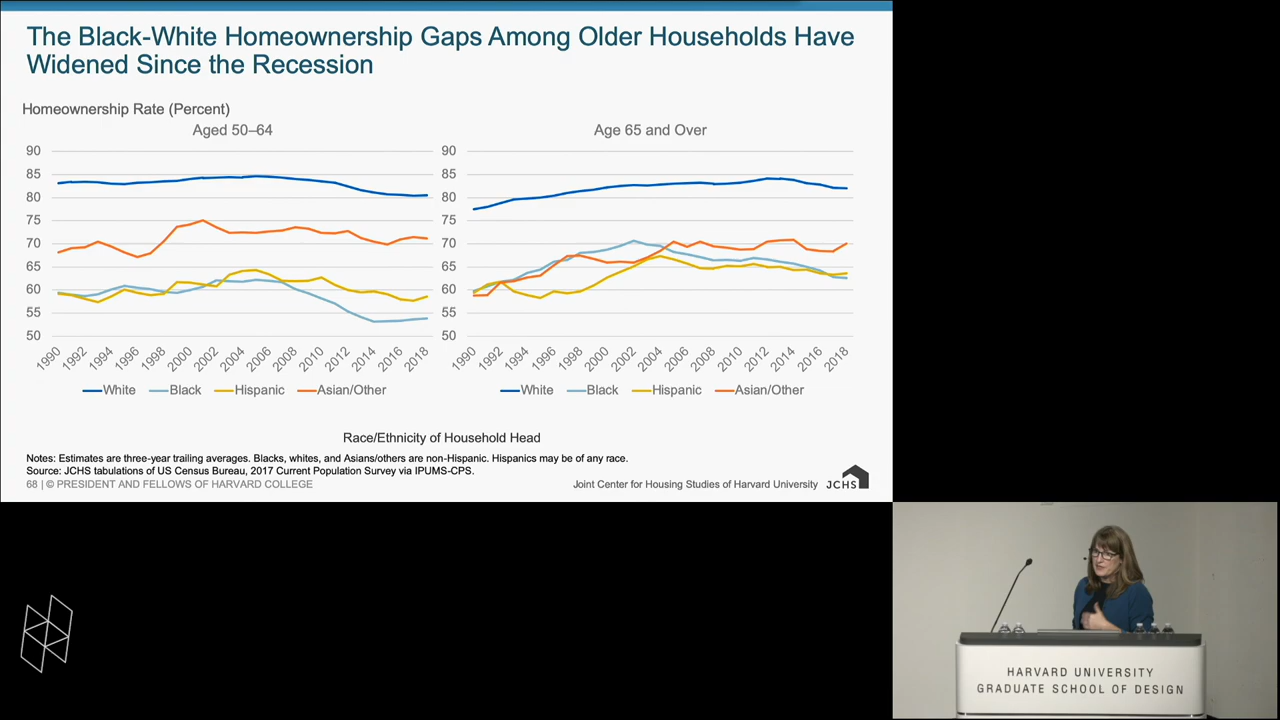 The Black-White Homeownership Gaps Among Older Households Have
Widened Since the Recession
Homeownership Rate (Percent)
Aged 50–64
90
85
80
75
70
65
60
55
50
1990
1992
1994
1996
1998
2000
2002
2004
2006
2008
2010
2012
2014
2016
2018
White
Black
Hispanic
Asian/Other
Age 65 and Over
90
85
80
75
70
65
60
55
50
1990
1992
1994
1996
1998
2000
2002
2004
2006
2008
2010
2012
2014
2016
2018
White
Black
Hispanic
Asian/Other
Race/Ethnicity of Household Head
Notes: Estimates are three-year trailing averages. Blacks, whites, and Asians/others are non-Hispanic. Hispanics may be of any race.
Source: JCHS tabulations of US Census Bureau, 2017 Current Population Survey via IPUMS-CPS.
68 | © PRESIDENT AND FELLOWS OF HARVARD COLLEGE
Joint Center for Housing Studies of Harvard University
JCHS
HARVARD UNIVERSITY
GRADUATE SCHOOL OF DESIGN